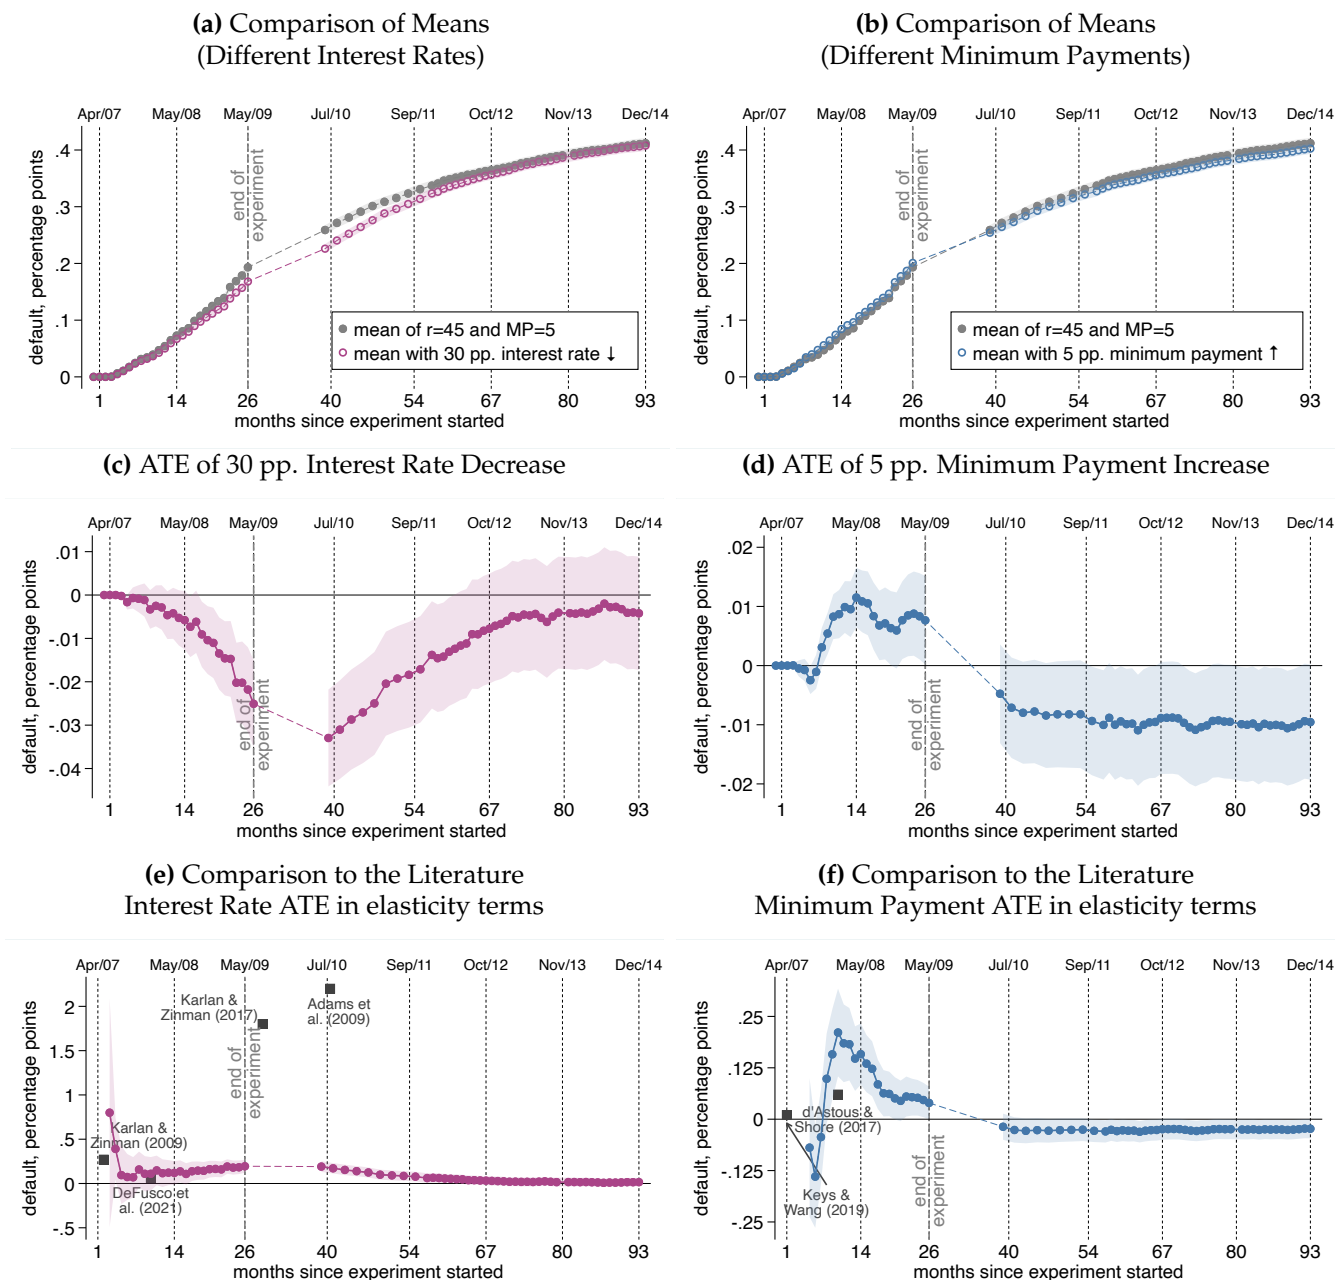 (a) Comparison of Means
(Different Interest Rates)
Apr/07 May/08 May/09 Jul/10 Sep/11 Oct/12 Nov/13 Dec/14
default, percentage points
.4
.3
.2
.1
0
end of
experiment
mean of r=45 and MP=5
mean with 30 pp. interest rate ↓
1 14 26 40 54 67 80 93
months since experiment started
(b) Comparison of Means
(Different Minimum Payments)
Apr/07 May/08 May/09 Jul/10 Sep/11 Oct/12 Nov/13 Dec/14
default, percentage points
.4
.3
.2
.1
0
end of
experiment
mean of r=45 and MP=5
mean with 5 pp. minimum payment ↑
1 14 26 40 54 67 80 93
months since experiment started
(c) ATE of 30 pp. Interest Rate Decrease
Apr/07 May/08 May/09 Jul/10 Sep/11 Oct/12 Nov/13 Dec/14
default, percentage points
.01
0
-.01
-.02
-.03
-.04
end of
experiment
1 14 26 40 54 67 80 93
months since experiment started
(d) ATE of 5 pp. Minimum Payment Increase
Apr/07 May/08 May/09 Jul/10 Sep/11 Oct/12 Nov/13 Dec/14
default, percentage points
.02
.01
0
-.01
-.02
end of
experiment
1 14 26 40 54 67 80 93
months since experiment started
(e) Comparison to the Literature
Interest Rate ATE in elasticity terms
Apr/07 May/08 May/09 Jul/10 Sep/11 Oct/12 Nov/13 Dec/14
default, percentage points
2
1.5
1
.5
0
-.5
Karlan &
Zinman (2017)
Adams et
al. (2009)
end of
experiment
Karlan &
Zinman (2009)
DeFusco et
al. (2021)
1 14 26 40 54 67 80 93
months since experiment started
(f) Comparison to the Literature
Minimum Payment ATE in elasticity terms
Apr/07 May/08 May/09 Jul/10 Sep/11 Oct/12 Nov/13 Dec/14
default, percentage points
.25
.125
0
-.125
-.25
d'Astous &
Shore (2017)
Keys &
Wang (2019)
end of
experiment
1 14 26 40 54 67 80 93
months since experiment started